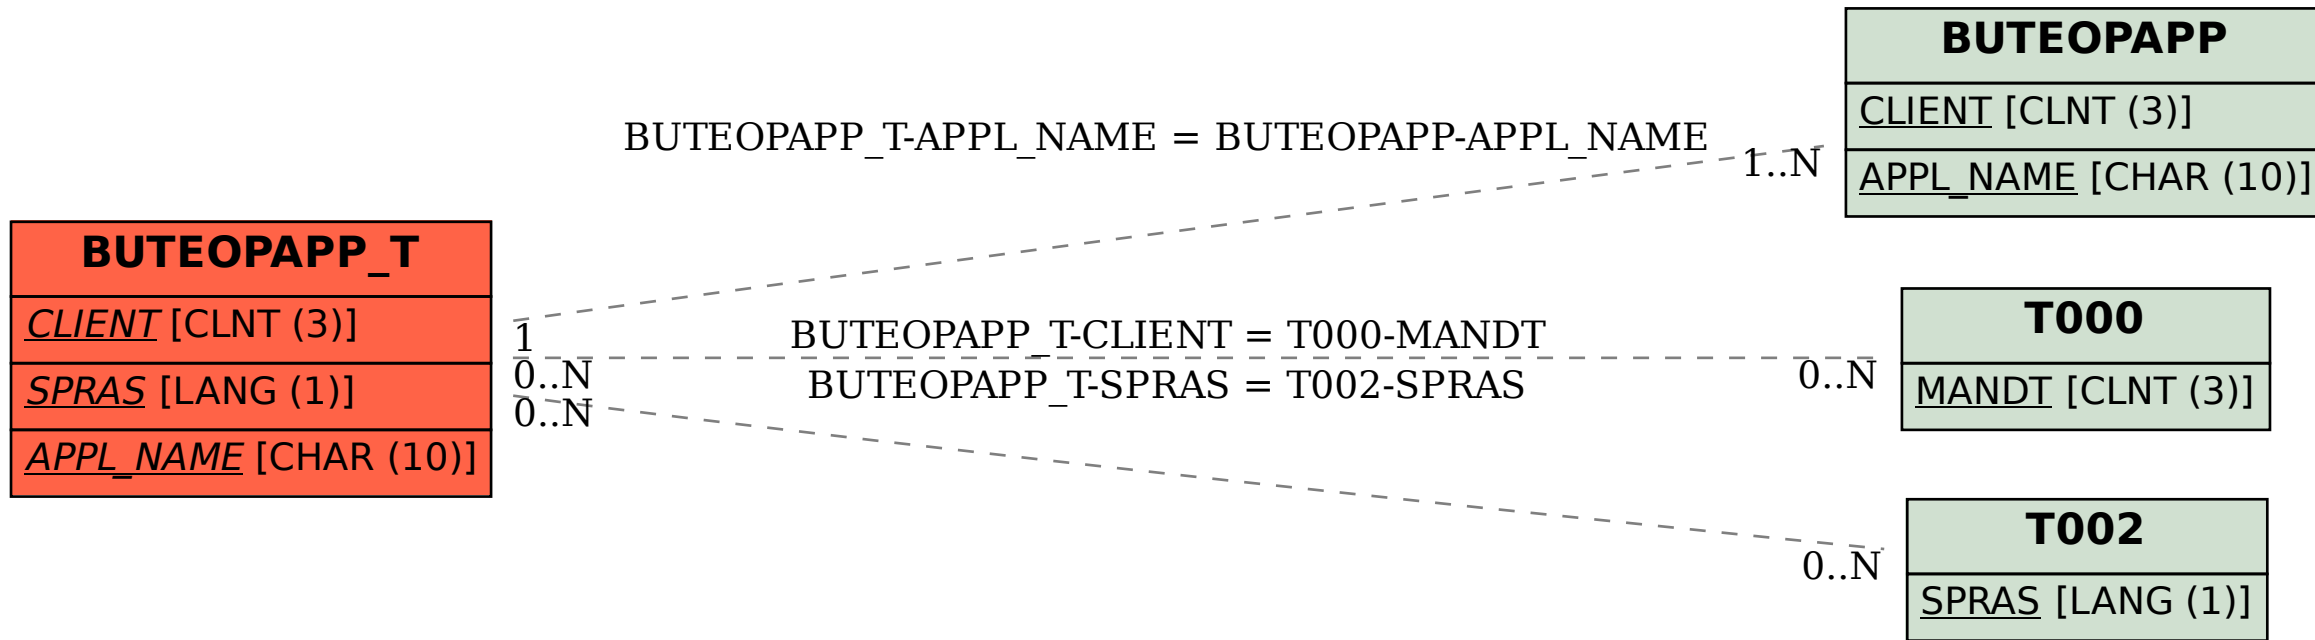 BUTEOPAPP
CLIENT [CLNT (3)]
APPL_NAME [CHAR (10)]
BUTEOPAPP_T-APPL_NAME = BUTEOPAPP-APPL_NAME
1..N
BUTEOPAPP_T
CLIENT [CLNT (3)]
SPRAS [LANG (1)]
APPL_NAME [CHAR (10)]
1
0..N
0..N
BUTEOPAPP_T-CLIENT = T000-MANDT
BUTEOPAPP_T-SPRAS = T002-SPRAS
0..N
T000
MANDT [CLNT (3)]
0..N
T002
SPRAS [LANG (1)]